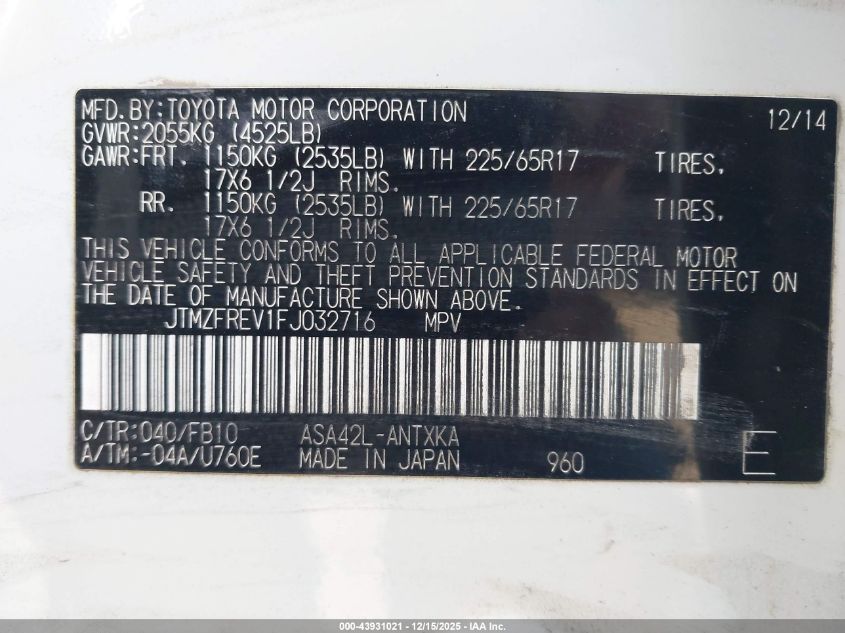 MFD.BY:TOYOTA MOTOR CORPORATION 12/14
GVWR:2055KG (4525LB)
GAWR:FRT. 1150KG (2535LB) WITH 225/65R17 TIRES,
17X6 1/2J RIMS.
RR. 1150KG (2535LB) WITH 225/65R17 TIRES,
17X6 1/2J RIMS.
THIS VEHICLE CONFORMS TO ALL APPLICABLE FEDERAL MOTOR
VEHICLE SAFETY AND THEFT PREVENTION STANDARDS IN EFFECT ON
THE DATE OF MANUFACTURE SHOWN ABOVE.
JTMZFREV1FJ032716 MPV
C/TR:040/FB10 ASA42L-ANTXKA
A/TM:-04A/U760E MADE IN JAPAN 960 E
000-43931021 - 12/15/2025 - IAA Inc.